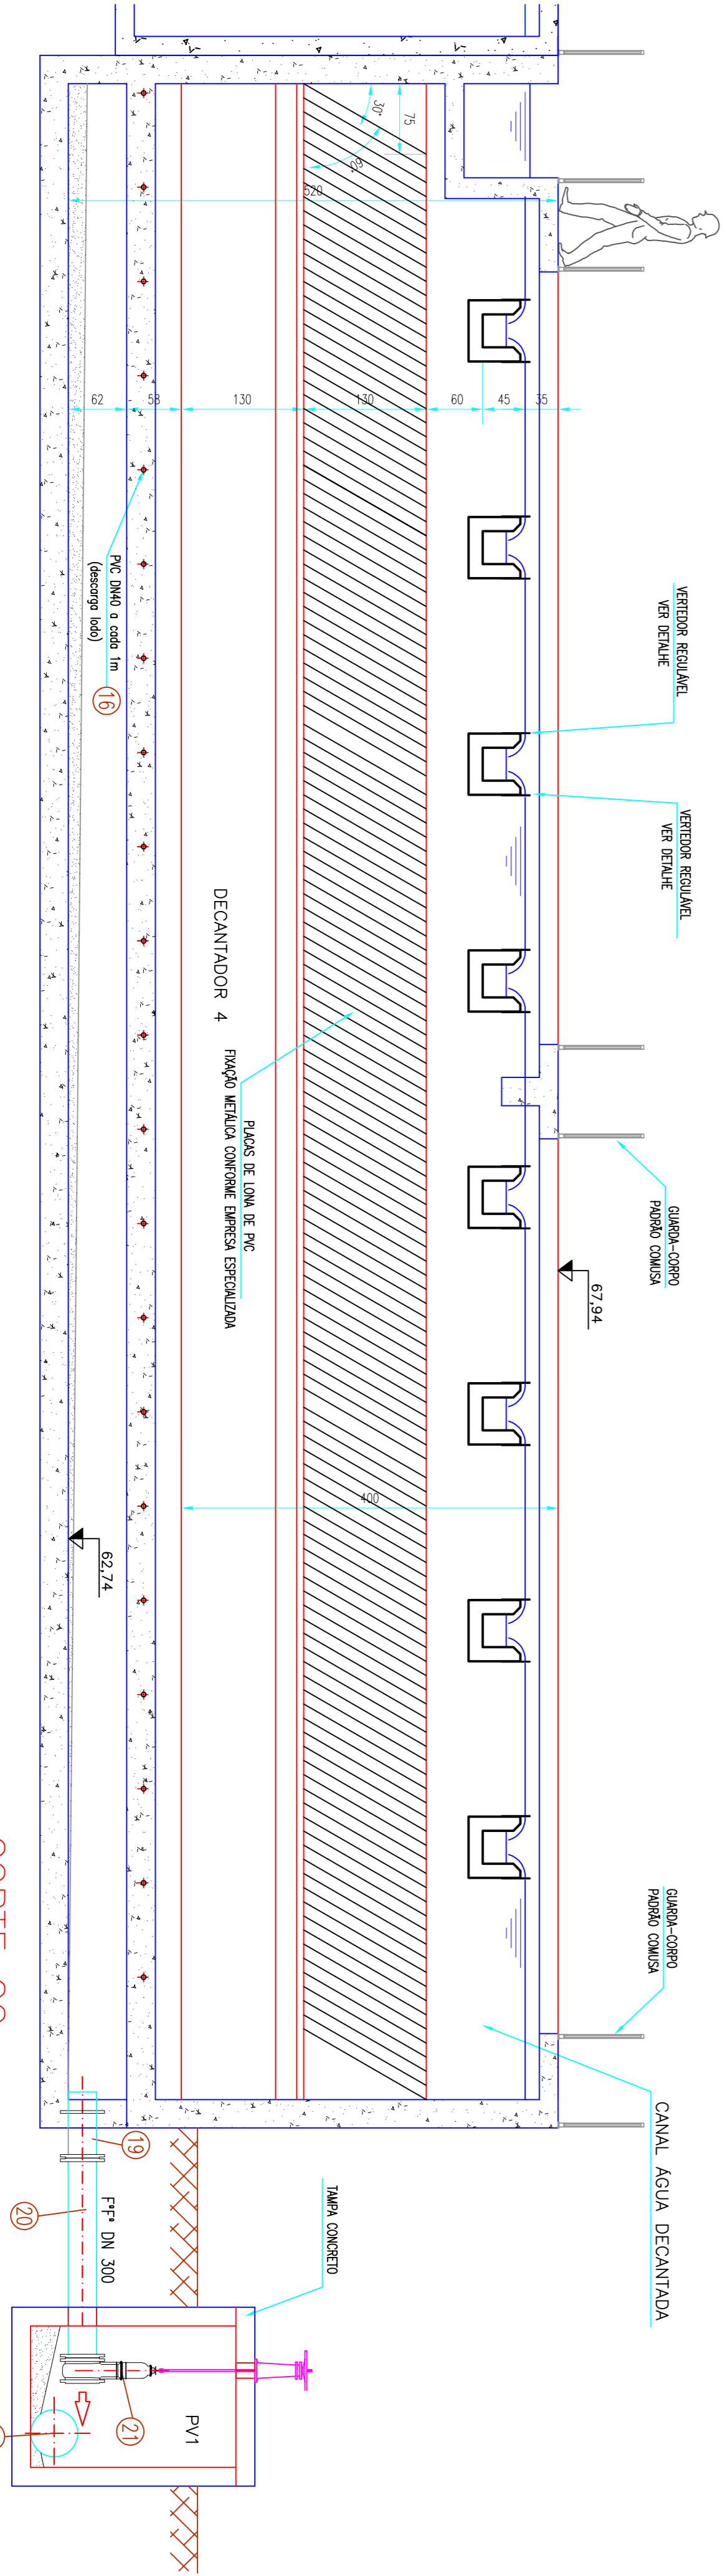 VERTEDOR REGULÁVEL
VER DETALHE
VERTEDOR REGULÁVEL
VER DETALHE
GUARDA-CORPO
PADRÃO COMUSA
67,94
GUARDA-CORPO
PADRÃO COMUSA
CANAL ÁGUA DECANTADA
TAMPA CONCRETO
75
30°
60°
520
35
45
60
130
130
58
62
400
PVC DN40 a cada 1m
(descarga lodo)
16
DECANTADOR 4
PLACAS DE LONA DE PVC
FIXAÇÃO METÁLICA CONFORME EMPRESA ESPECIALIZADA
62,74
19
20
FºFº DN 300
PV1
21